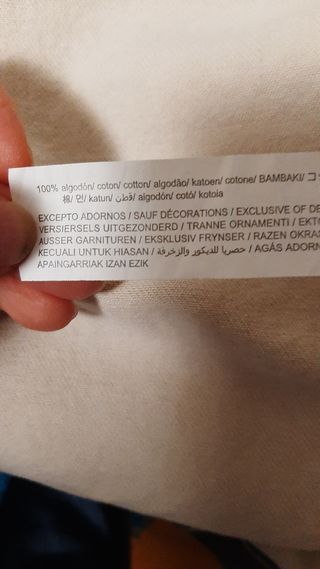 100% algodón/ coton/ cotton/ algodão/ katoen/ cotone/ BAMBAKI/ コ
棉/ 면/ katun/ قطن/ algodón/ cotó/ kotoia
EXCEPTO ADORNOS / SAUF DÉCORATIONS / EXCLUSIVE OF DE
VERSIERSELS UITGEZONDERD / TRANNE ORNAMENTI / EKTO
AUSSER GARNITUREN / EKSKLUSIV FRYNSER / RAZEN OKRAS
KECUALI UNTUK HIASAN / حصريا للديكور والزخرفة / AGÁS ADORN
APAINGARRIAK IZAN EZIK